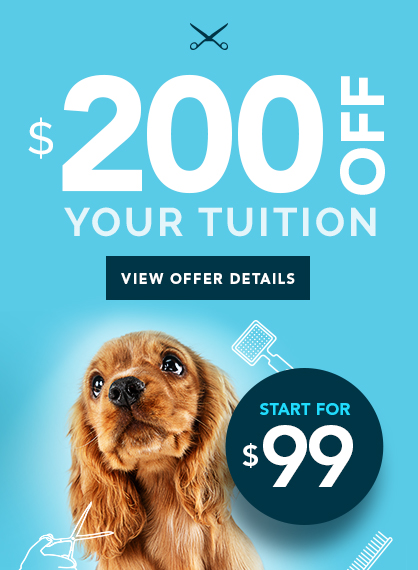 $200 OFF
YOUR TUITION
VIEW OFFER DETAILS
START FOR
$99